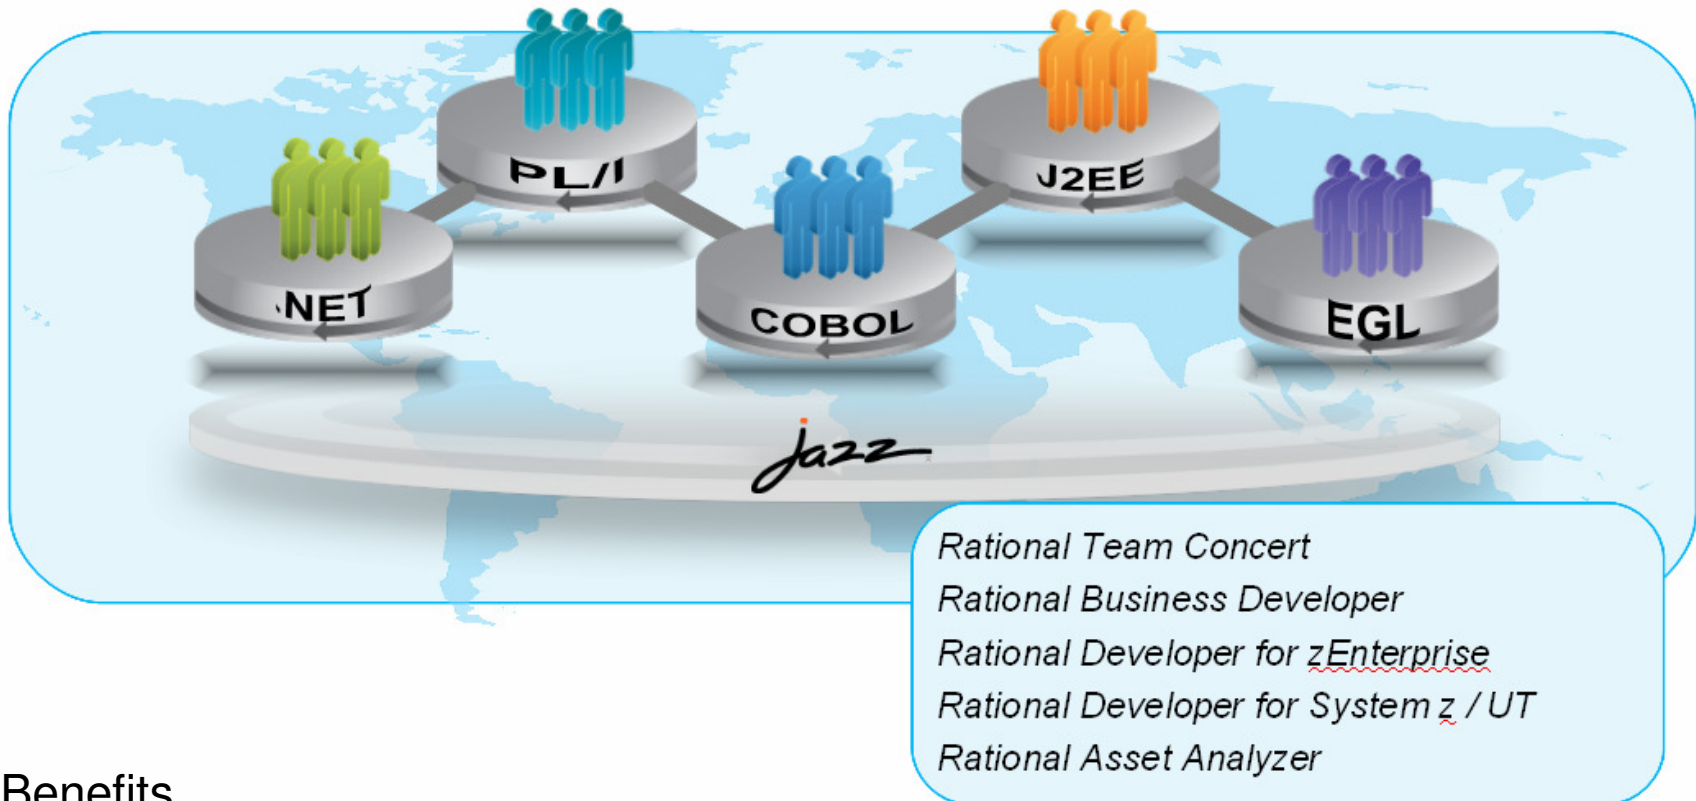 PL/I
J2EE
.NET
COBOL
EGL
jazz
Rational Team Concert
Rational Business Developer
Rational Developer for zEnterprise
Rational Developer for System z / UT
Rational Asset Analyzer
Benefits